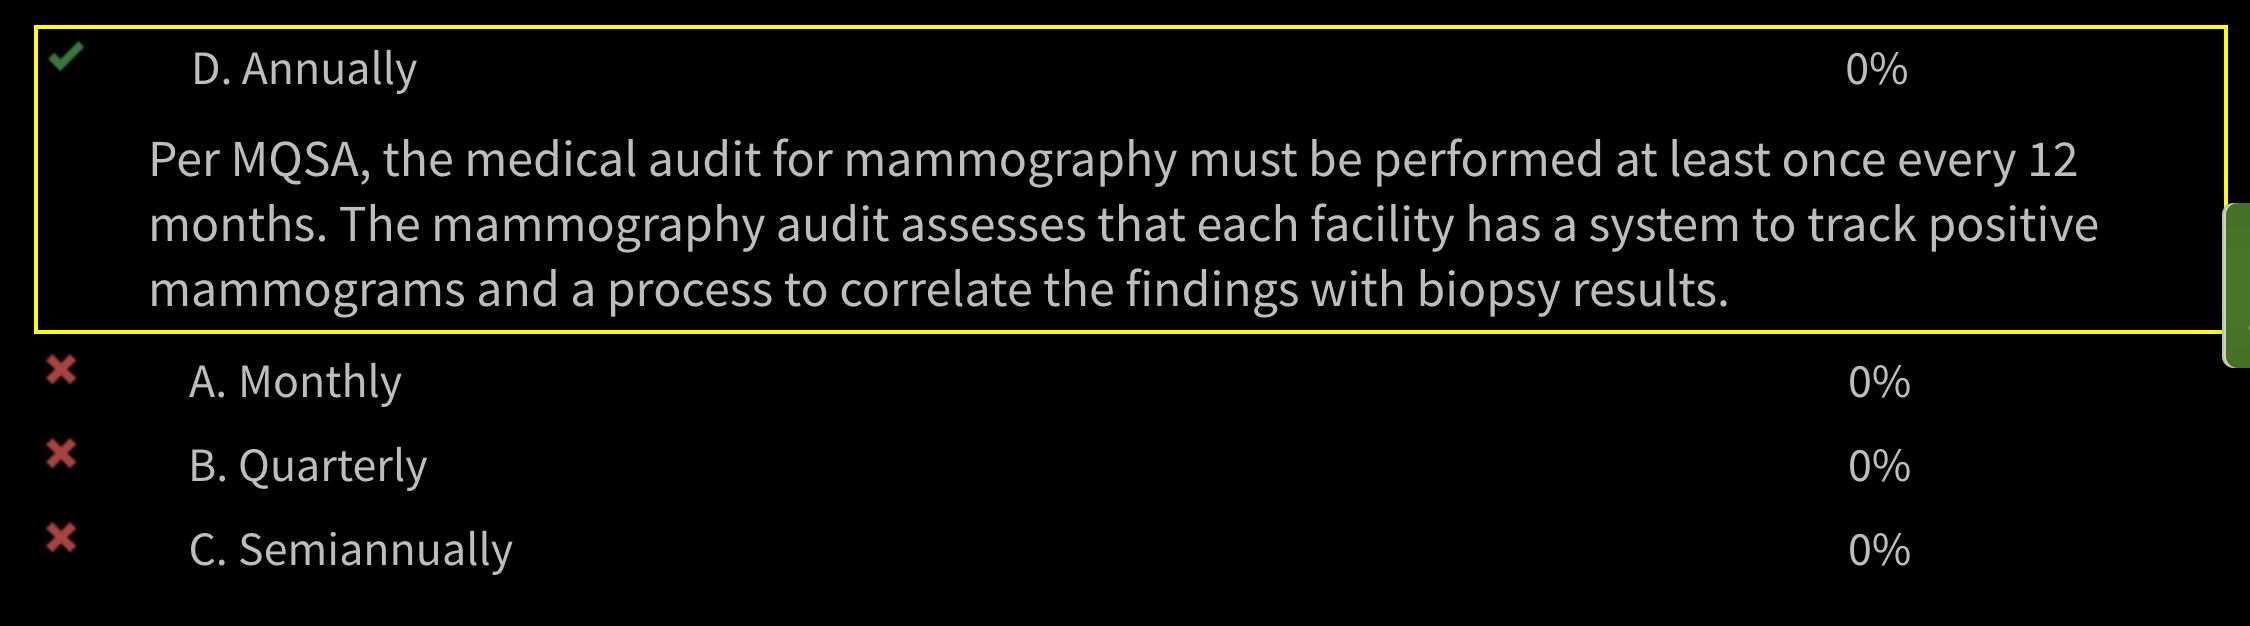 D. Annually 0%
Per MQSA, the medical audit for mammography must be performed at least once every 12
months. The mammography audit assesses that each facility has a system to track positive
mammograms and a process to correlate the findings with biopsy results.
A. Monthly 0%
B. Quarterly 0%
C. Semiannually 0%